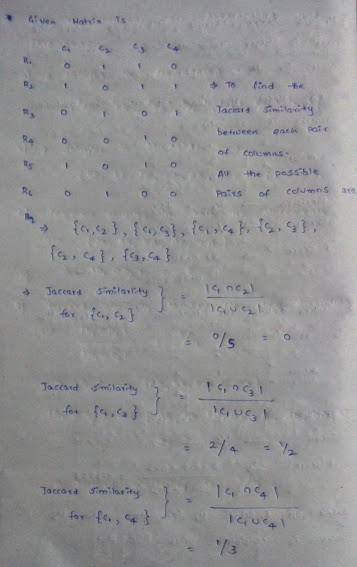 * Given Matrix is
C1 C2 C3 C4
R1 0 1 1 0
R2 1 0 1 1 ⇒ To find the
R3 0 1 0 1 Jaccard Similarity
between each pair
R4 0 0 1 0
of columns.
R5 1 0 1 0 All the possible
R6 0 1 0 0 Pairs of columns are
⇒ {C1,C2}, {C1,C3}, {C1,C4}, {C2,C3},
{C2,C4}, {C3,C4}
⇒ Jaccard Similarity } = |C1∩C2|
for {C1,C2} |C1∪C2|
= 0/5 = 0
Jaccard Similarity } = |C1∩C3|
for {C1,C3} |C1∪C3|
= 2/4 = 1/2
Jaccard Similarity } = |C1∩C4|
for {C1,C4} |C1∪C4|
= 1/3